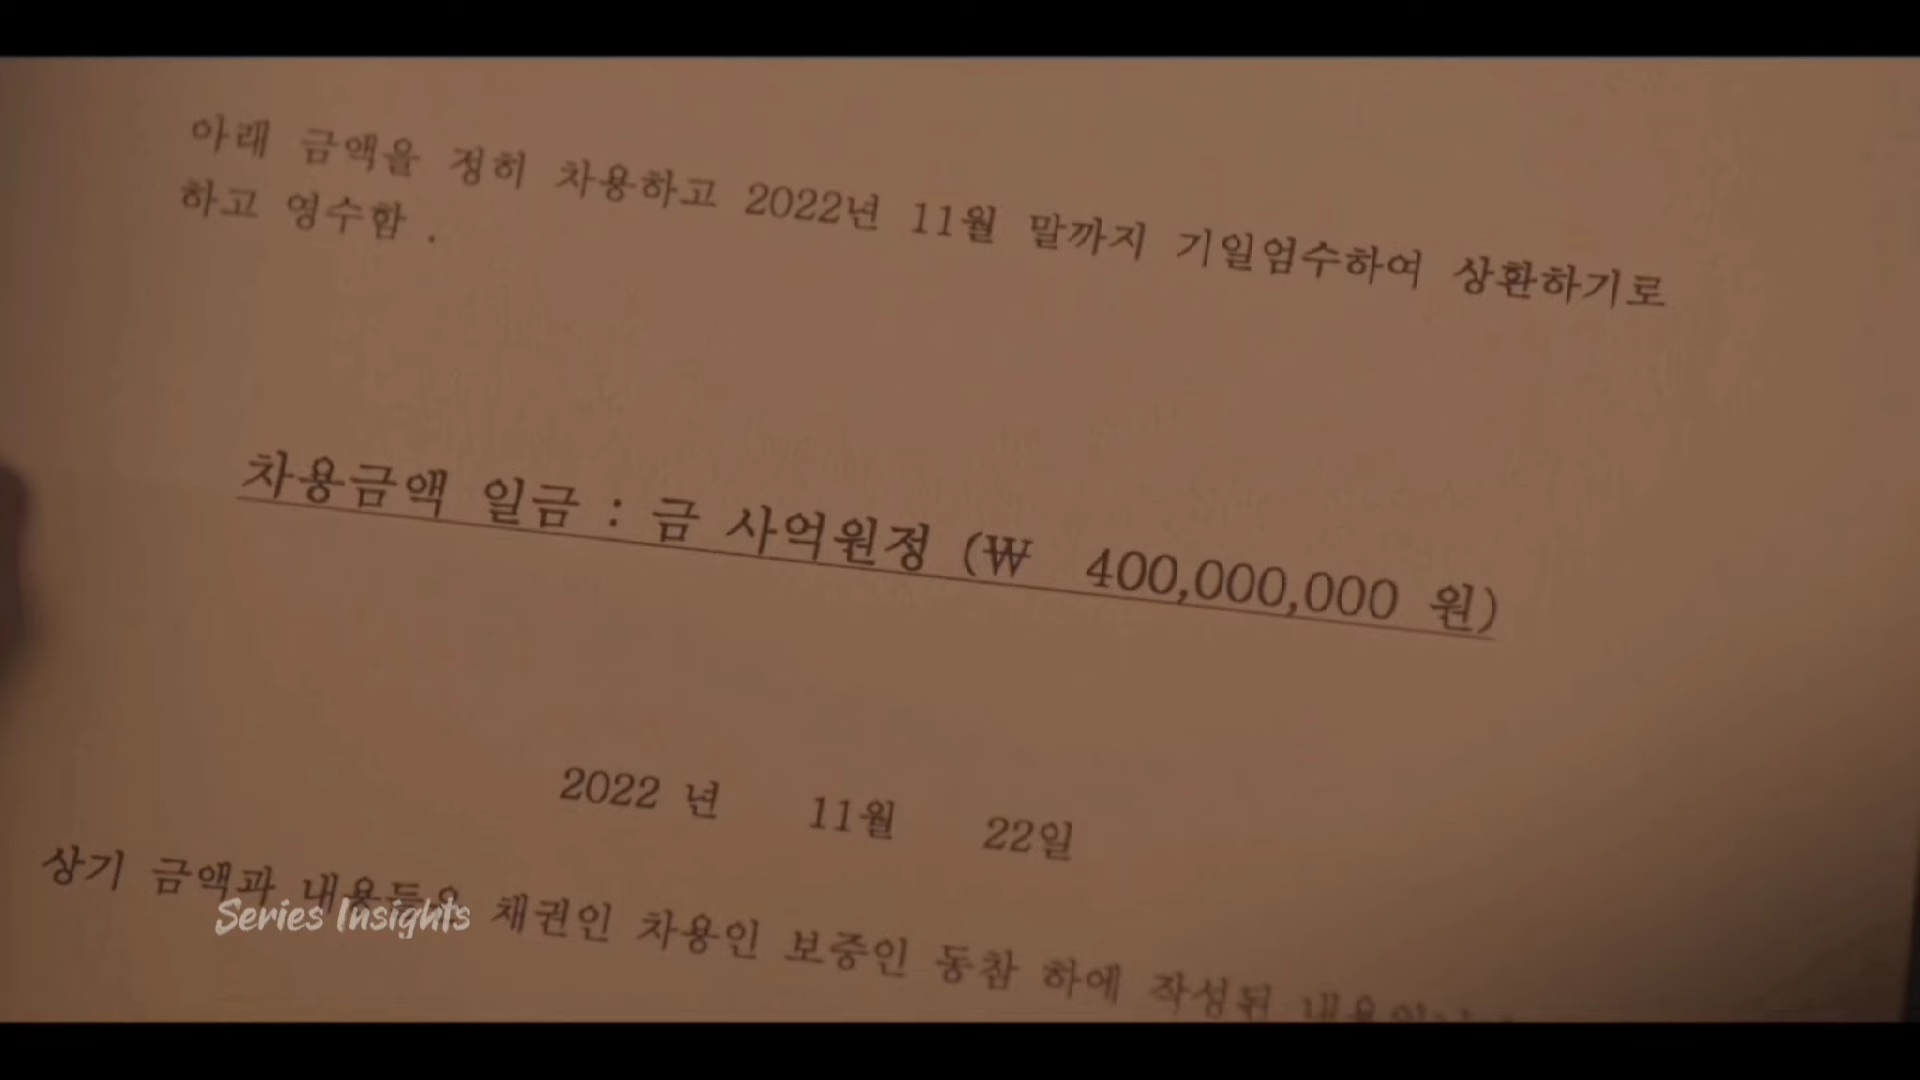 아래 금액을 정히 차용하고 2022년 11월 말까지 기일엄수하여 상환하기로
하고 영수함 .
차용금액 일금 : 금 사억원정 (₩ 400,000,000 원)
2022 년 11월 22일
상기 금액과 채권인 차용인 보증인 동참 하에 작성된
Series Insights